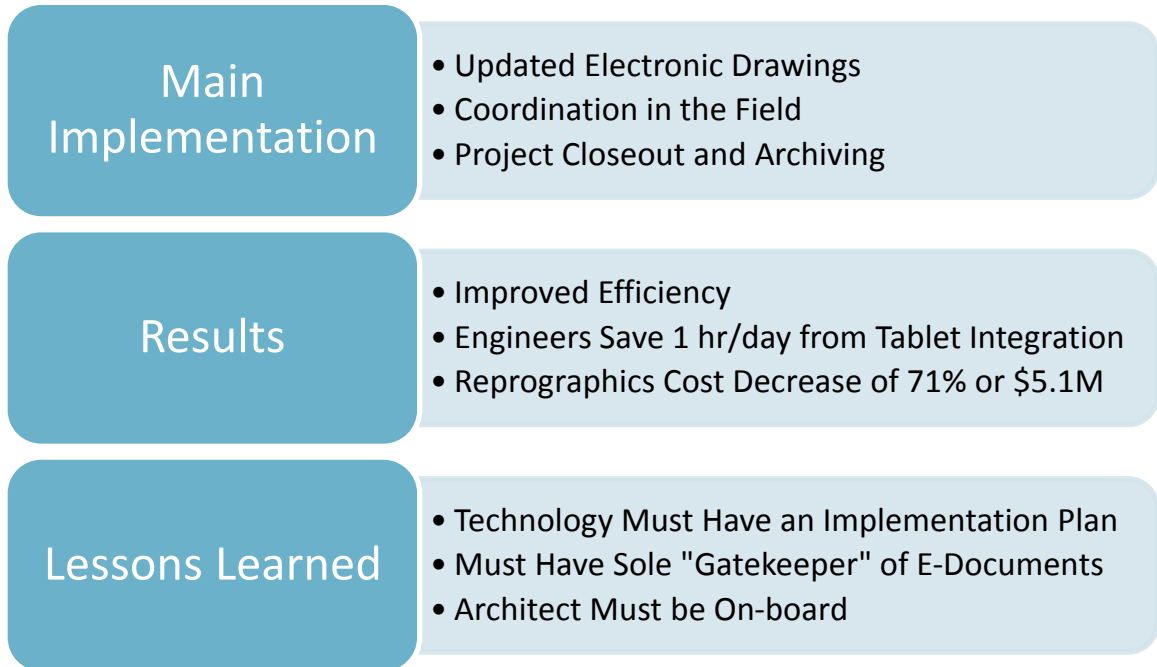 Main
Implementation
• Updated Electronic Drawings
• Coordination in the Field
• Project Closeout and Archiving
Results
• Improved Efficiency
• Engineers Save 1 hr/day from Tablet Integration
• Reprographics Cost Decrease of 71% or $5.1M
Lessons Learned
• Technology Must Have an Implementation Plan
• Must Have Sole "Gatekeeper" of E-Documents
• Architect Must be On-board